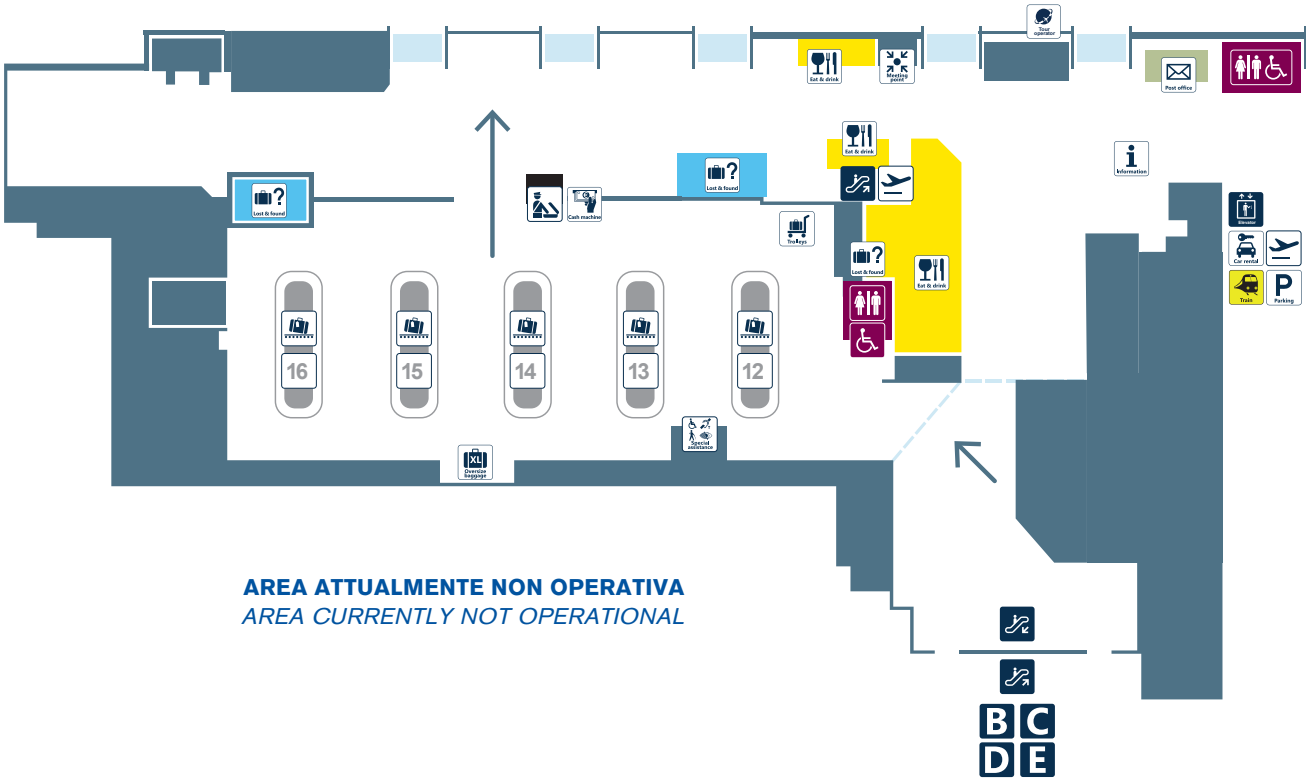 Tour
operator
Eat & drink
Meeting
point
Post office
Eat & drink
Information
?
Lost & found
?
Lost & found
Cash machine
Elevator
Trolleys
?
Lost & found
Car rental
Eat & drink
Train
P
Parking
16
15
14
13
12
Special
assistance
XL
Oversize
baggage
AREA ATTUALMENTE NON OPERATIVA
AREA CURRENTLY NOT OPERATIONAL
B C
D E